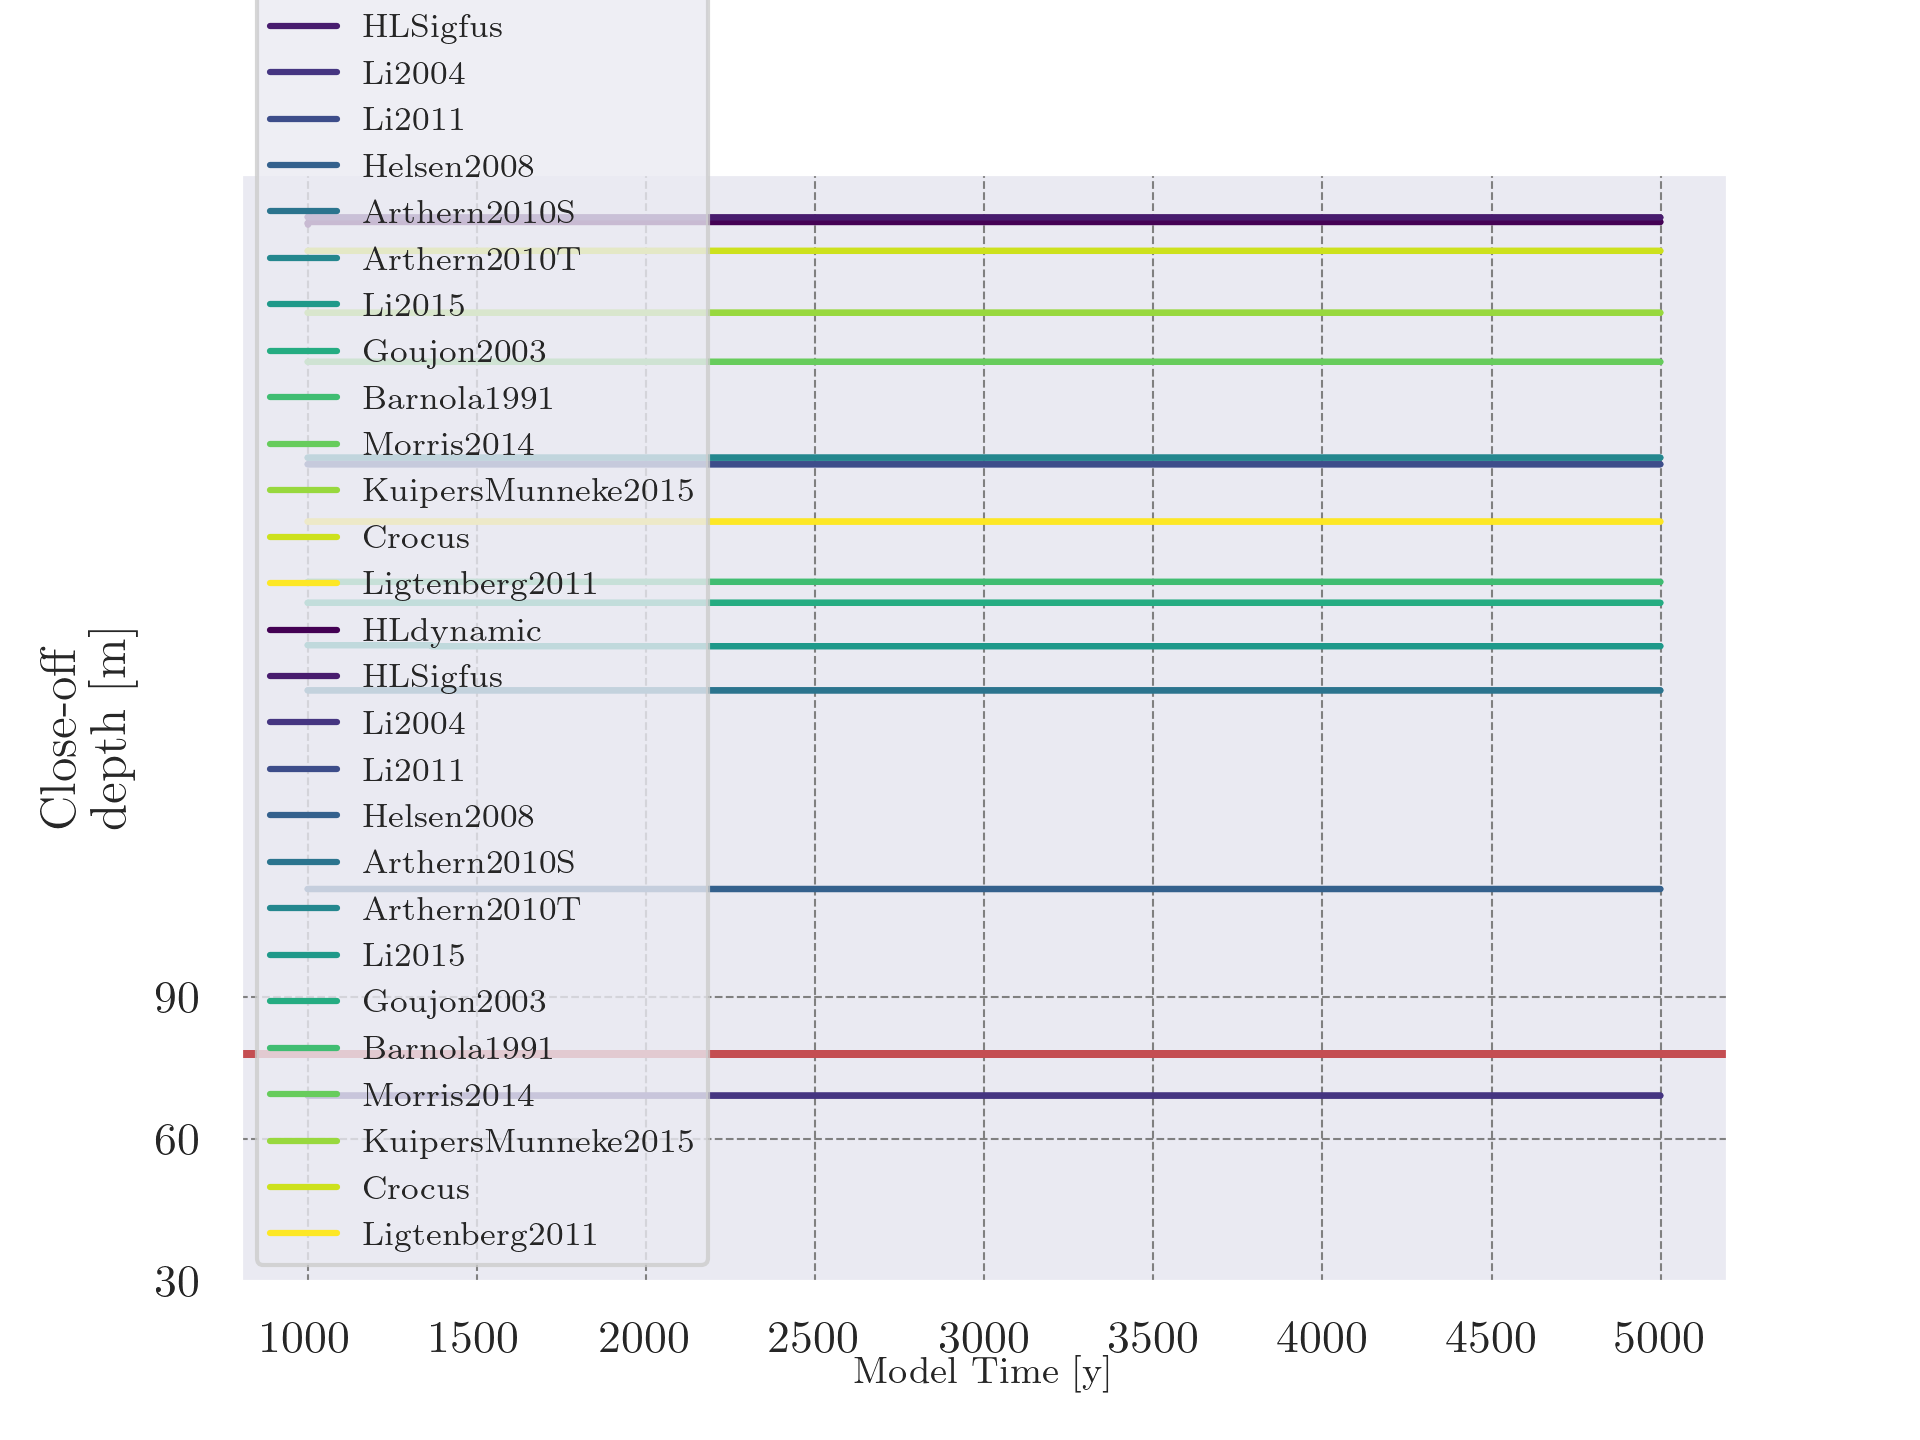 HLSigfus
Li2004
Li2011
Helsen2008
Arthern2010S
Arthern2010T
Li2015
Goujon2003
Barnola1991
Morris2014
KuipersMunneke2015
Crocus
Ligtenberg2011
HLdynamic
HLSigfus
Li2004
Li2011
Helsen2008
Arthern2010S
Arthern2010T
Li2015
Goujon2003
Barnola1991
Morris2014
KuipersMunneke2015
Crocus
Ligtenberg2011
Close-off
depth [m]
90
60
30
1000 1500 2000 2500 3000 3500 4000 4500 5000
Model Time [y]